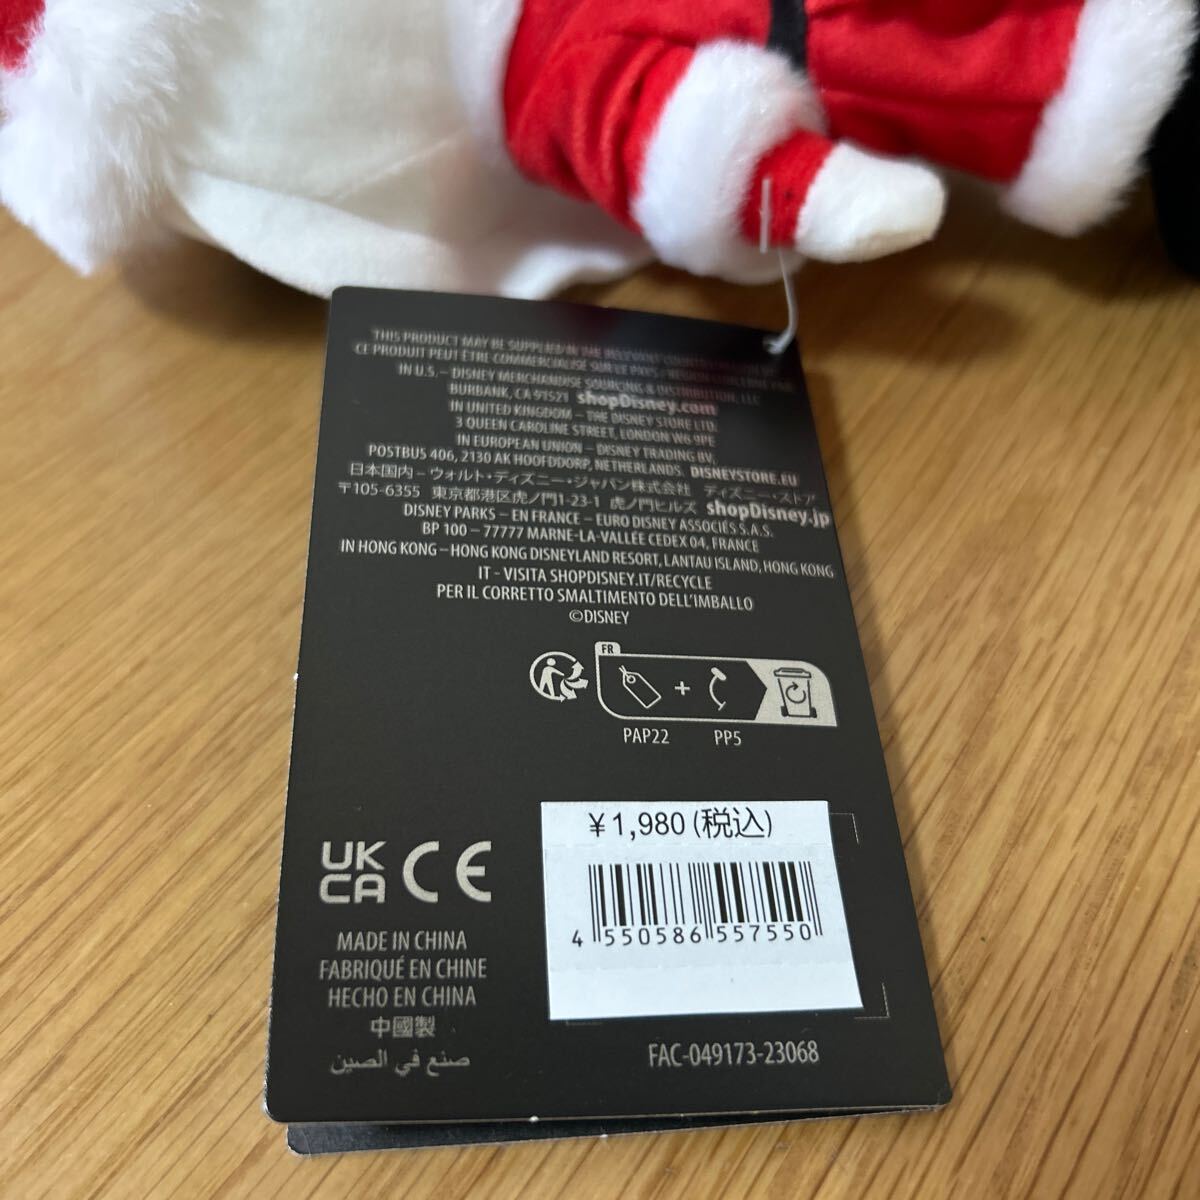 THIS PRODUCT MAY BE SUPPLIED IN THE RELEVANT
CE PRODUIT PEUT ÊTRE COMMERCIALISÉ SUR LE PAYS / RÉGION
IN U.S. – DISNEY MERCHANDISE SOURCING & DISTRIBUTION, LLC
BURBANK, CA 91521 shopDisney.com
IN UNITED KINGDOM – THE DISNEY STORE LTD.
3 QUEEN CAROLINE STREET, LONDON W6 9PE
IN EUROPEAN UNION – DISNEY TRADING BV.
POSTBUS 406, 2130 AK HOOFDDORP, NETHERLANDS. DISNEYSTORE.EU
日本国内 – ウォルト・ディズニー・ジャパン株式会社 ディズニー・ストア
〒105-6355 東京都港区虎ノ門1-23-1 虎ノ門ヒルズ shopDisney.jp
DISNEY PARKS – EN FRANCE – EURO DISNEY ASSOCIÉS S.A.S.
BP 100 – 77777 MARNE-LA-VALLÉE CEDEX 04, FRANCE
IN HONG KONG – HONG KONG DISNEYLAND RESORT, LANTAU ISLAND, HONG KONG
IT - VISITA SHOPDISNEY.IT/RECYCLE
PER IL CORRETTO SMALTIMENTO DELL'IMBALLO
©DISNEY
FR
+
PAP22 PP5
¥1,980(税込)
4 550586 557550
UK
CA CE
MADE IN CHINA
FABRIQUÉ EN CHINE
HECHO EN CHINA
中國製
صنع في الصين
FAC-049173-23068